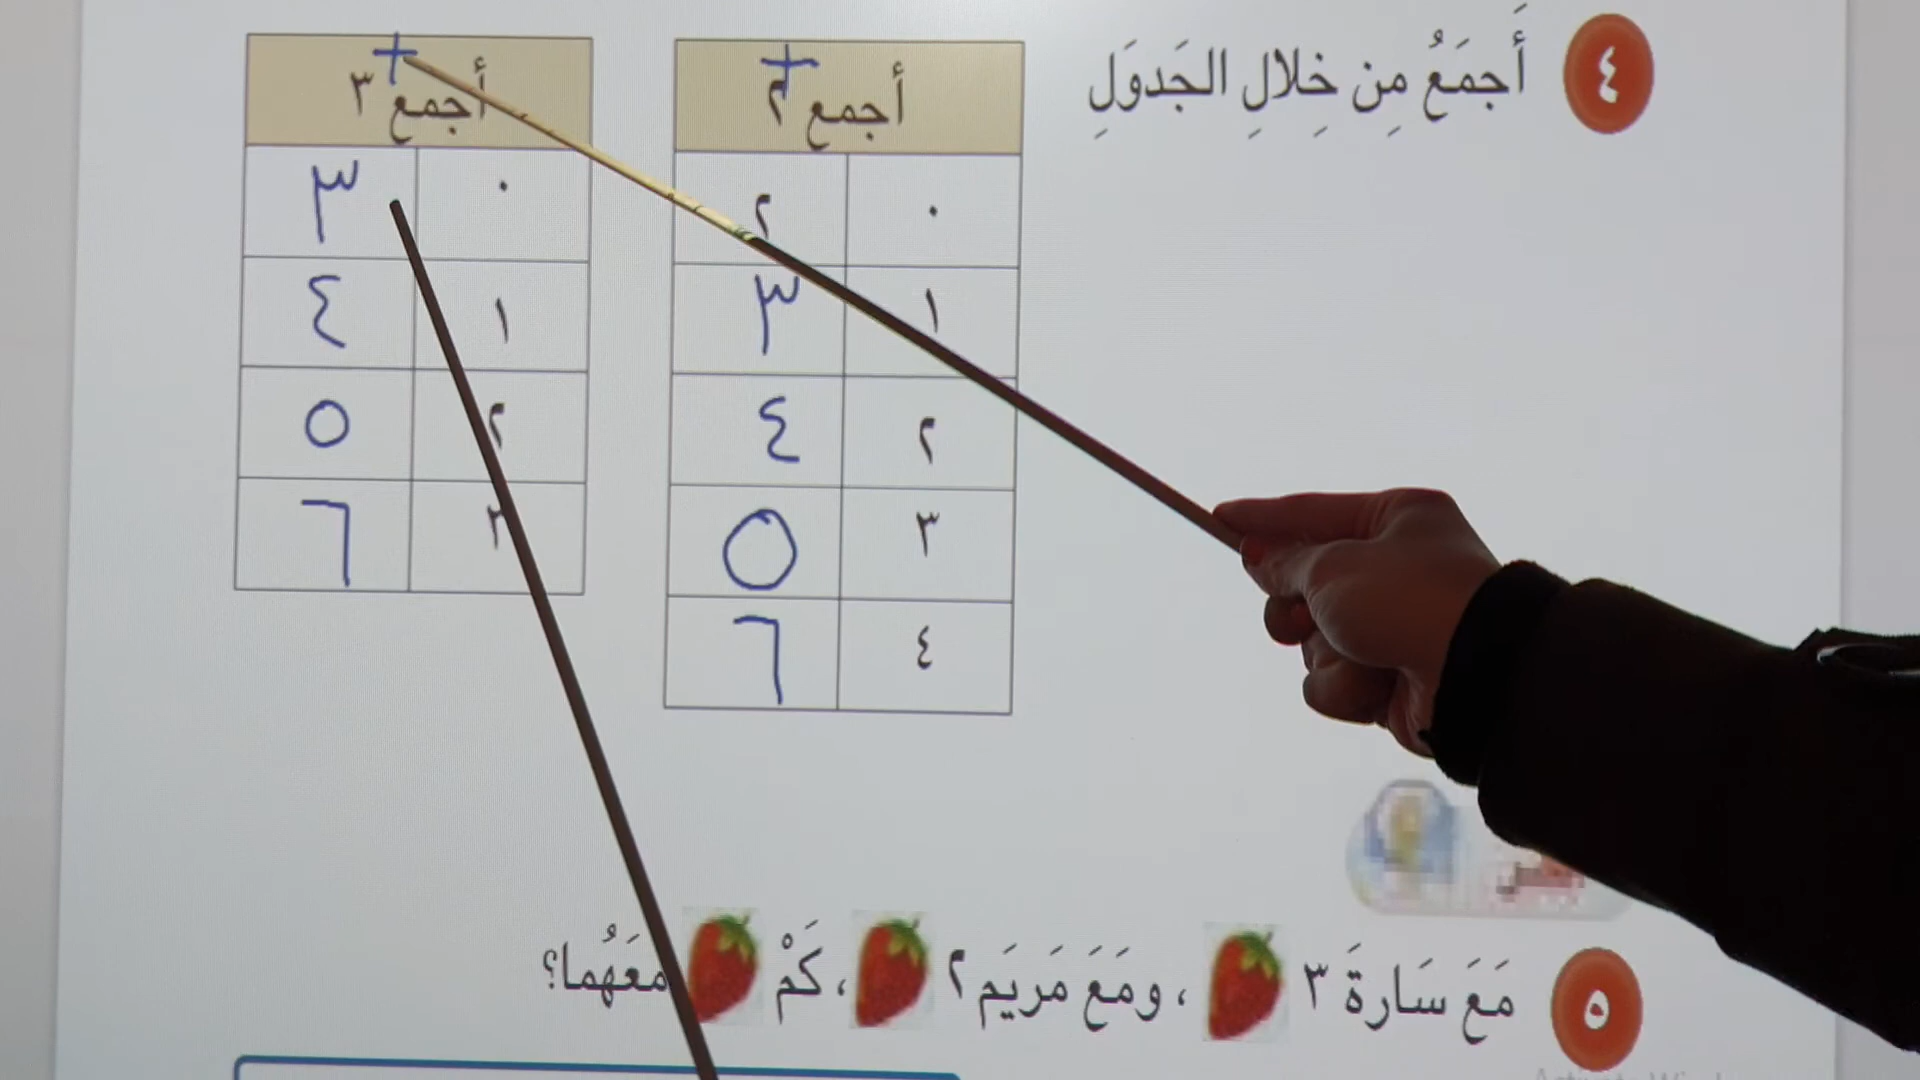 ٤ أَجمَعُ مِن خِلالِ الجَدوَلِ
+
أجمع ٢
٠ ٢
١ ٣
٢ ٤
٣ ٥
٤ ٦
+
أجمع ٣
٠ ٣
١ ٤
٢ ٥
٣ ٦
٥ مَعَ سَارةَ ٣ ، ومَعَ مَريَم ٢ ، كَمْ معَهُما؟